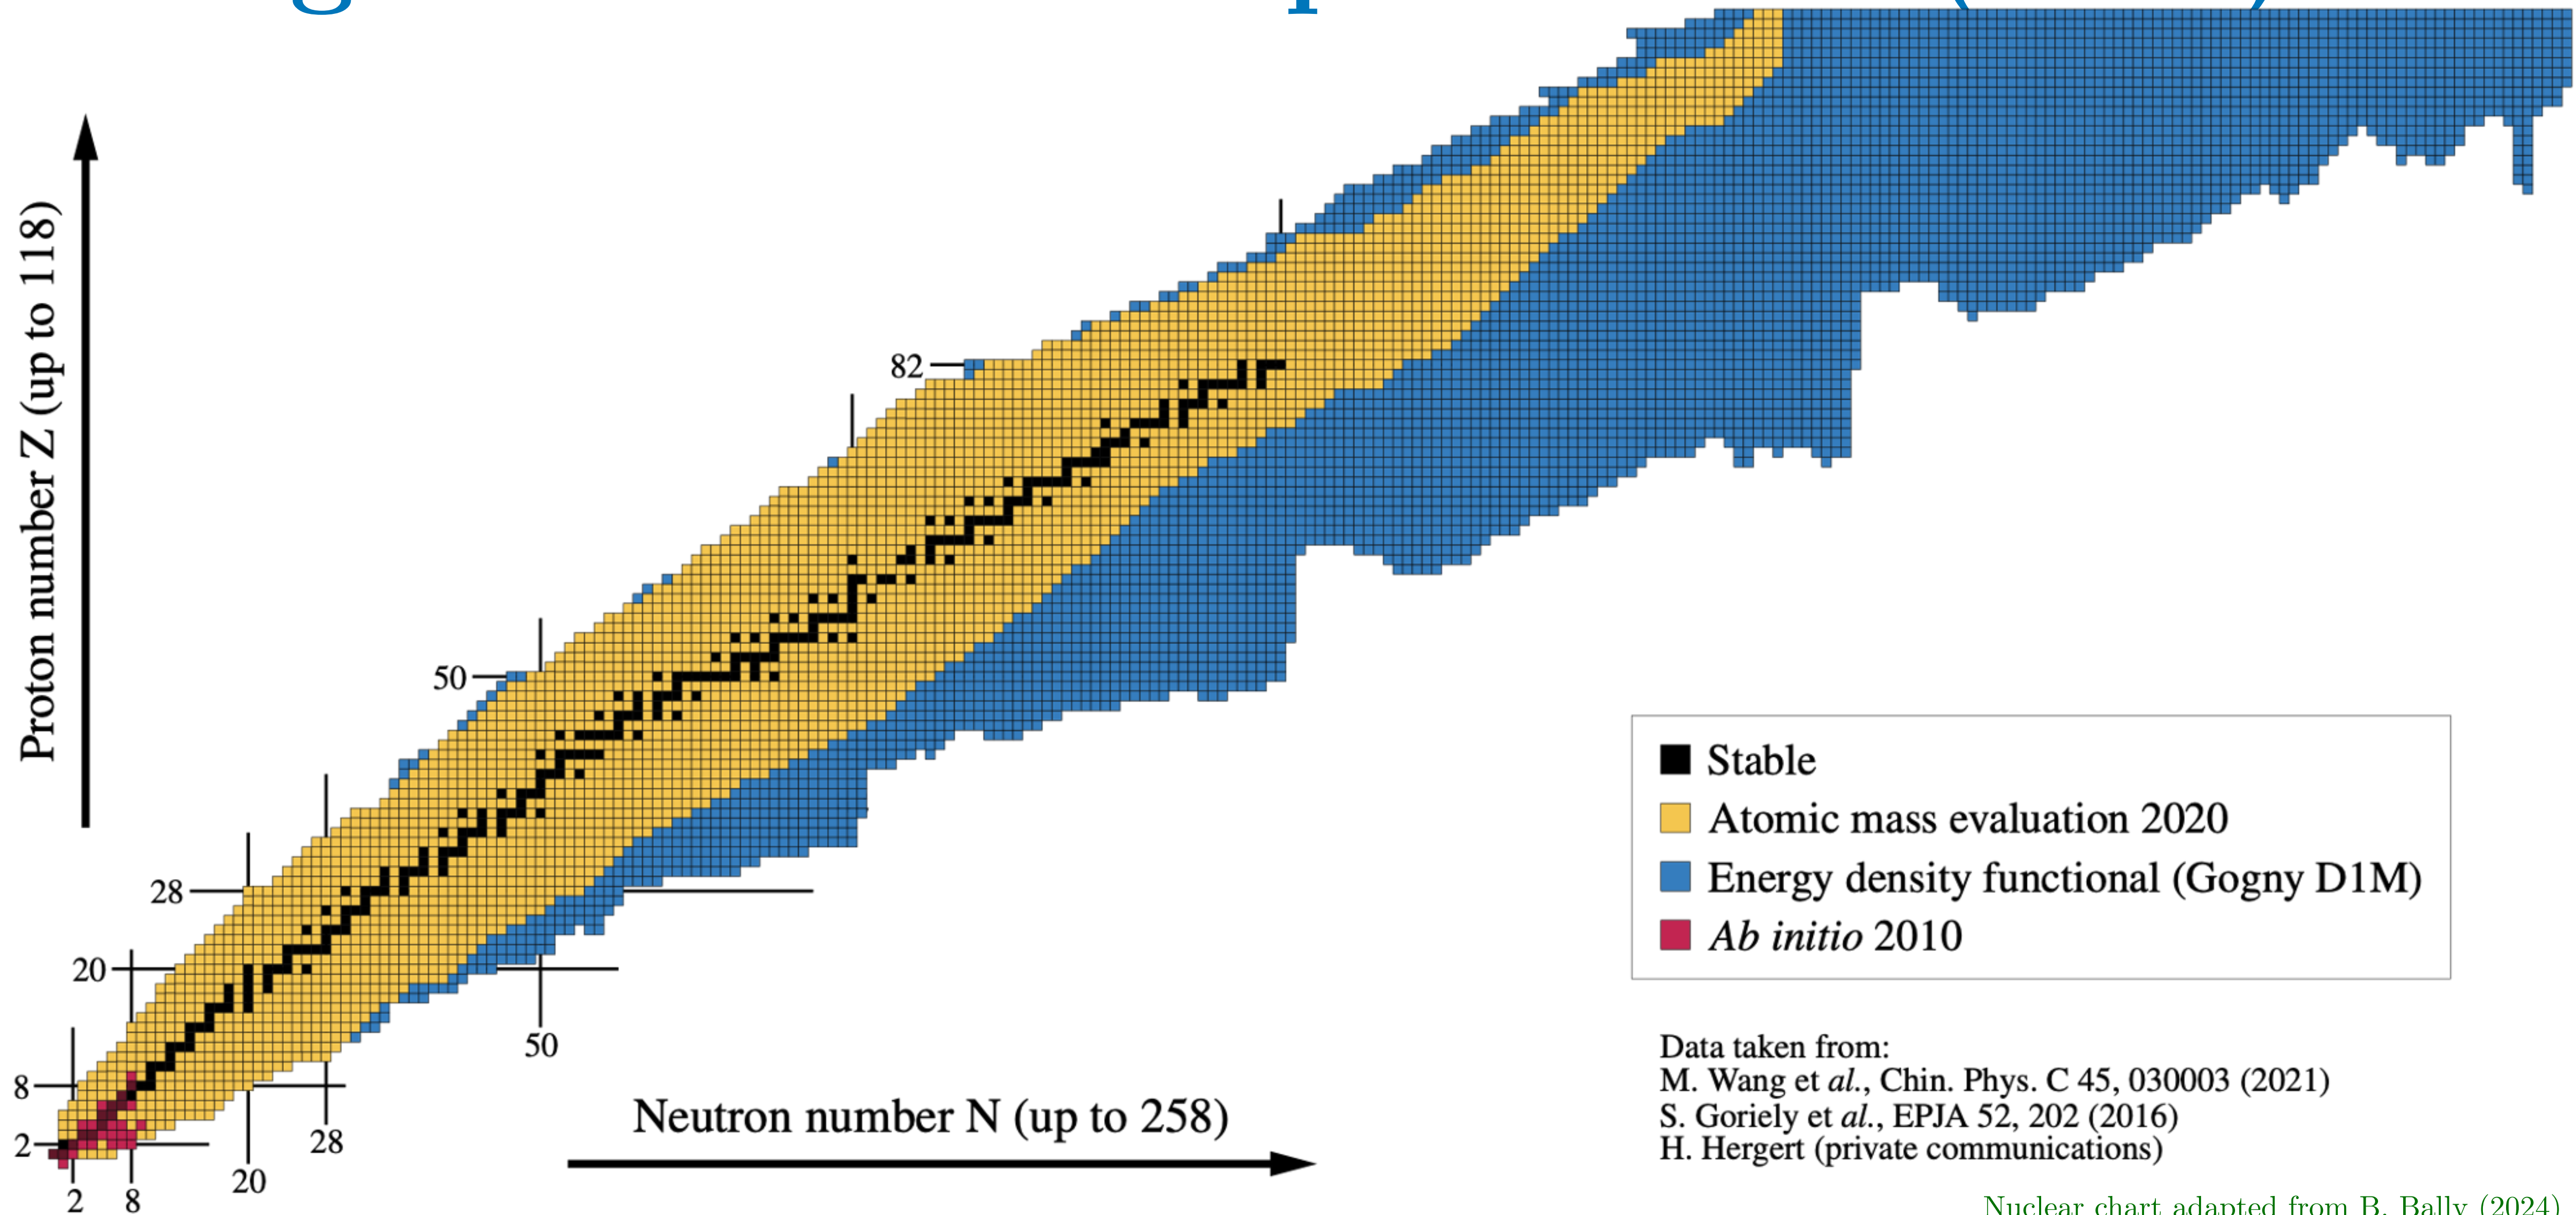 Proton number Z (up to 118)
82
50
28
20
8
2
2
8
20
28
50
Neutron number N (up to 258)
Stable
Atomic mass evaluation 2020
Energy density functional (Gogny D1M)
Ab initio 2010
Data taken from:
M. Wang et al., Chin. Phys. C 45, 030003 (2021)
S. Goriely et al., EPJA 52, 202 (2016)
H. Hergert (private communications)
Nuclear chart adapted from B. Bally (2024)